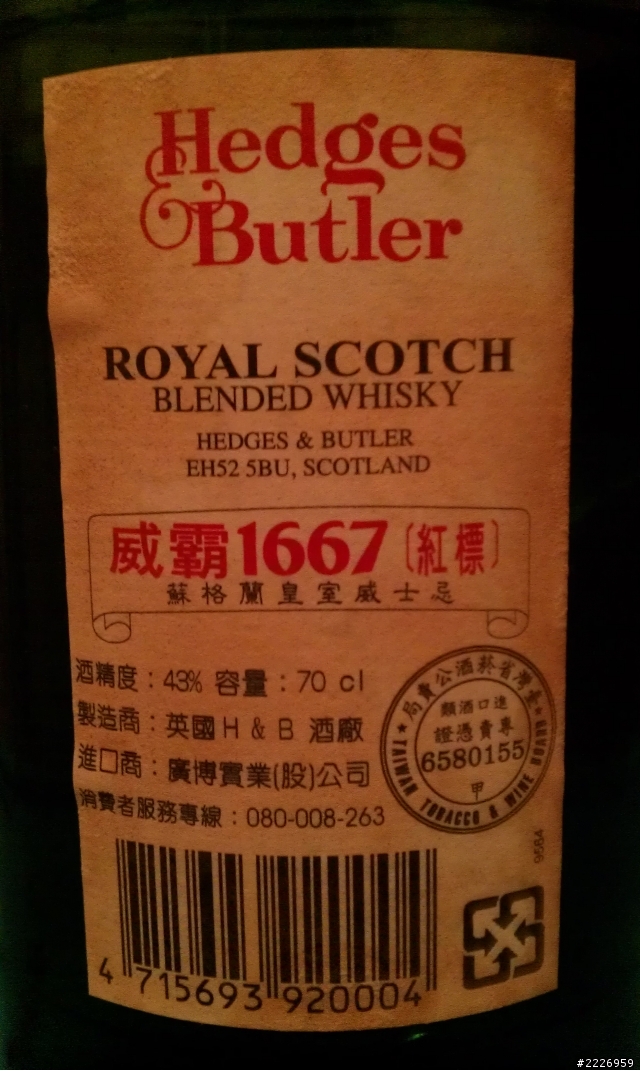 Hedges
& Butler
ROYAL SCOTCH
BLENDED WHISKY
HEDGES & BUTLER
EH52 5BU, SCOTLAND
威霸1667〔紅標〕
蘇格蘭皇室威士忌
酒精度：43% 容量：70 cl
製造商：英國H & B 酒廠
進口商：廣博實業(股)公司
消費者服務專線：080-008-263
臺灣省菸酒公賣局
進口酒類
專賣憑證
6580155
甲
TAIWAN TOBACCO & WINE BOARD
9564
4 715693 920004
#2226959